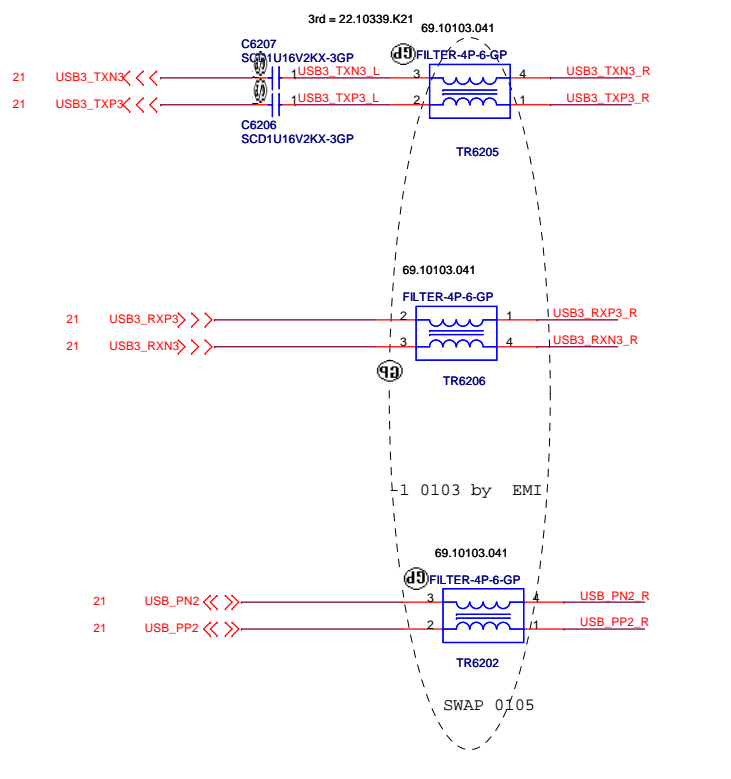 3rd = 22.10339.K21
69.10103.041
C6207
SCD1U16V2KX-3GP
GP FILTER-4P-6-GP
21 USB3_TXN3 1 USB3_TXN3_L 3 4 USB3_TXN3_R
21 USB3_TXP3 1 USB3_TXP3_L 2 1 USB3_TXP3_R
C6206
SCD1U16V2KX-3GP
TR6205
69.10103.041
FILTER-4P-6-GP
21 USB3_RXP3 2 1 USB3_RXP3_R
21 USB3_RXN3 3 4 USB3_RXN3_R
GP
TR6206
-1 0103 by EMI
69.10103.041
GP FILTER-4P-6-GP
21 USB_PN2 3 4 USB_PN2_R
21 USB_PP2 2 1 USB_PP2_R
TR6202
SWAP 0105